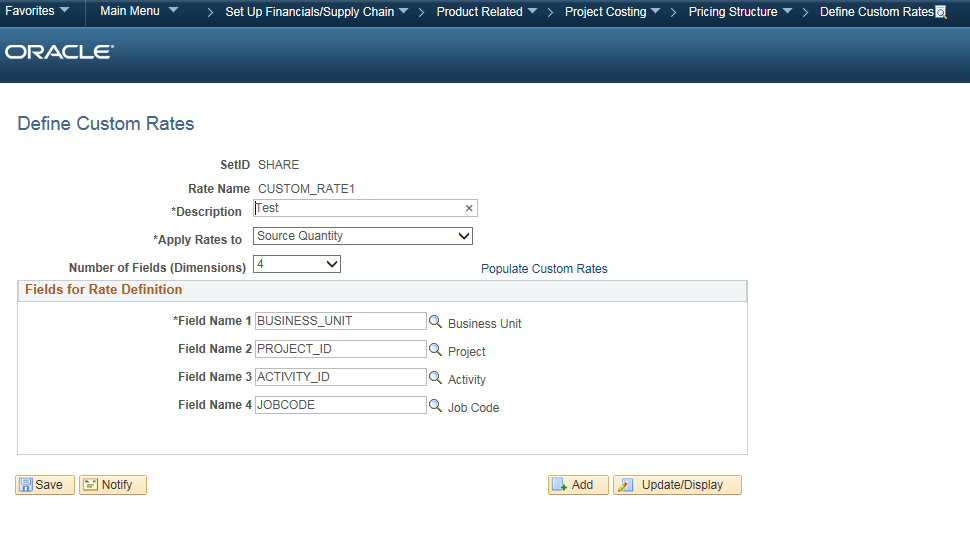 Favorites Main Menu > Set Up Financials/Supply Chain > Product Related > Project Costing > Pricing Structure > Define Custom Rates
ORACLE
Define Custom Rates
SetID SHARE
Rate Name CUSTOM_RATE1
*Description Test ×
*Apply Rates to Source Quantity
Number of Fields (Dimensions) 4 Populate Custom Rates
Fields for Rate Definition
*Field Name 1 BUSINESS_UNIT Business Unit
Field Name 2 PROJECT_ID Project
Field Name 3 ACTIVITY_ID Activity
Field Name 4 JOBCODE Job Code
Save Notify Add Update/Display